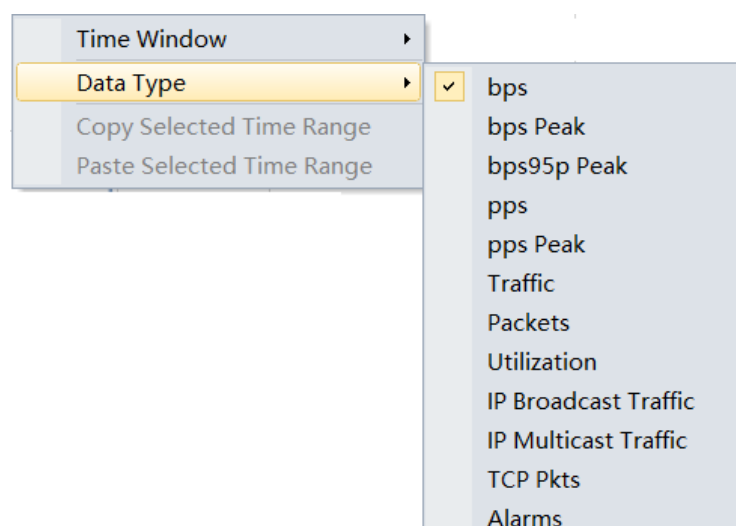 Time Window
Data Type
Copy Selected Time Range
Paste Selected Time Range
bps
bps Peak
bps95p Peak
pps
pps Peak
Traffic
Packets
Utilization
IP Broadcast Traffic
IP Multicast Traffic
TCP Pkts
Alarms